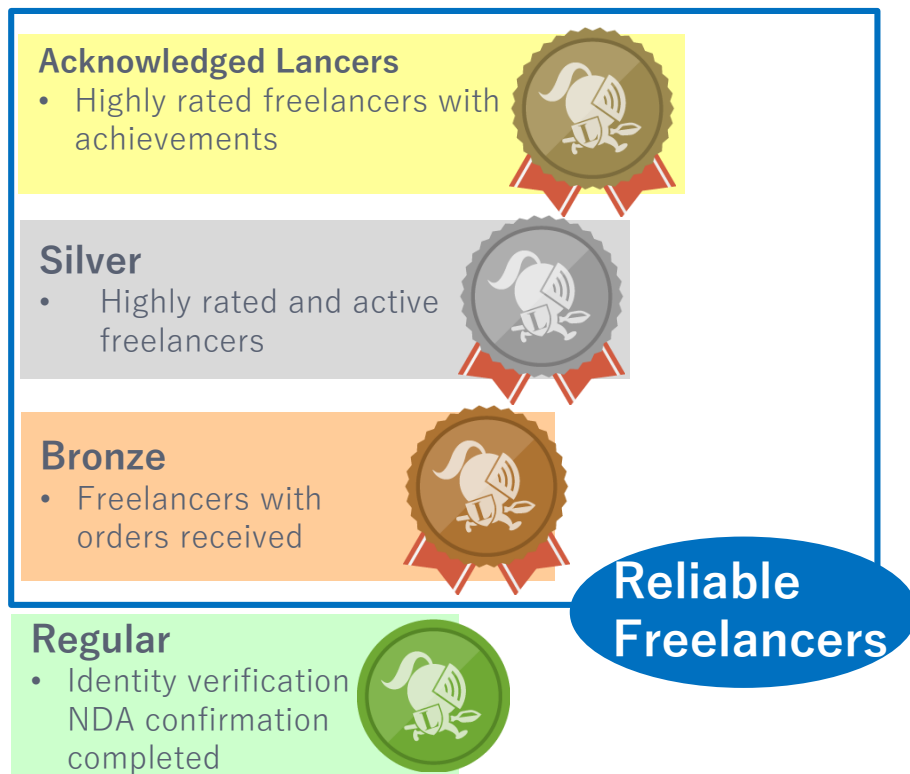 Acknowledged Lancers
• Highly rated freelancers with
achievements
Silver
• Highly rated and active
freelancers
Bronze
• Freelancers with
orders received
Reliable
Freelancers
Regular
• Identity verification
NDA confirmation
completed